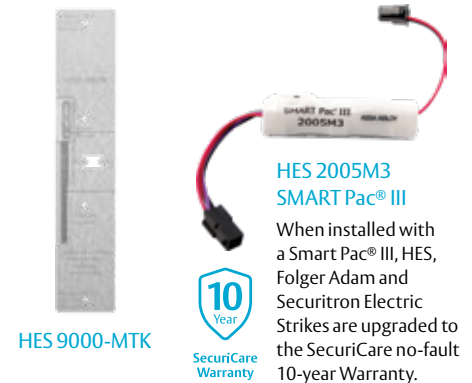 SMART Pac® III
2005M3
ASSA ABLOY
HES 2005M3
SMART Pac® III
When installed with
a Smart Pac® III, HES,
Folger Adam and
Securitron Electric
Strikes are upgraded to
the SecuriCare no-fault
10-year Warranty.
HES 9000-MTK
10
Year
SecuriCare
Warranty